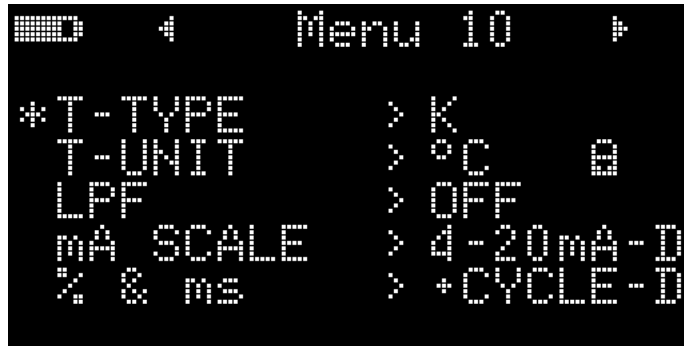 Menu 10
*T-TYPE > K
T-UNIT > °C
LPF > OFF
mA SCALE > 4-20mA-D
% & ms > +CYCLE-D